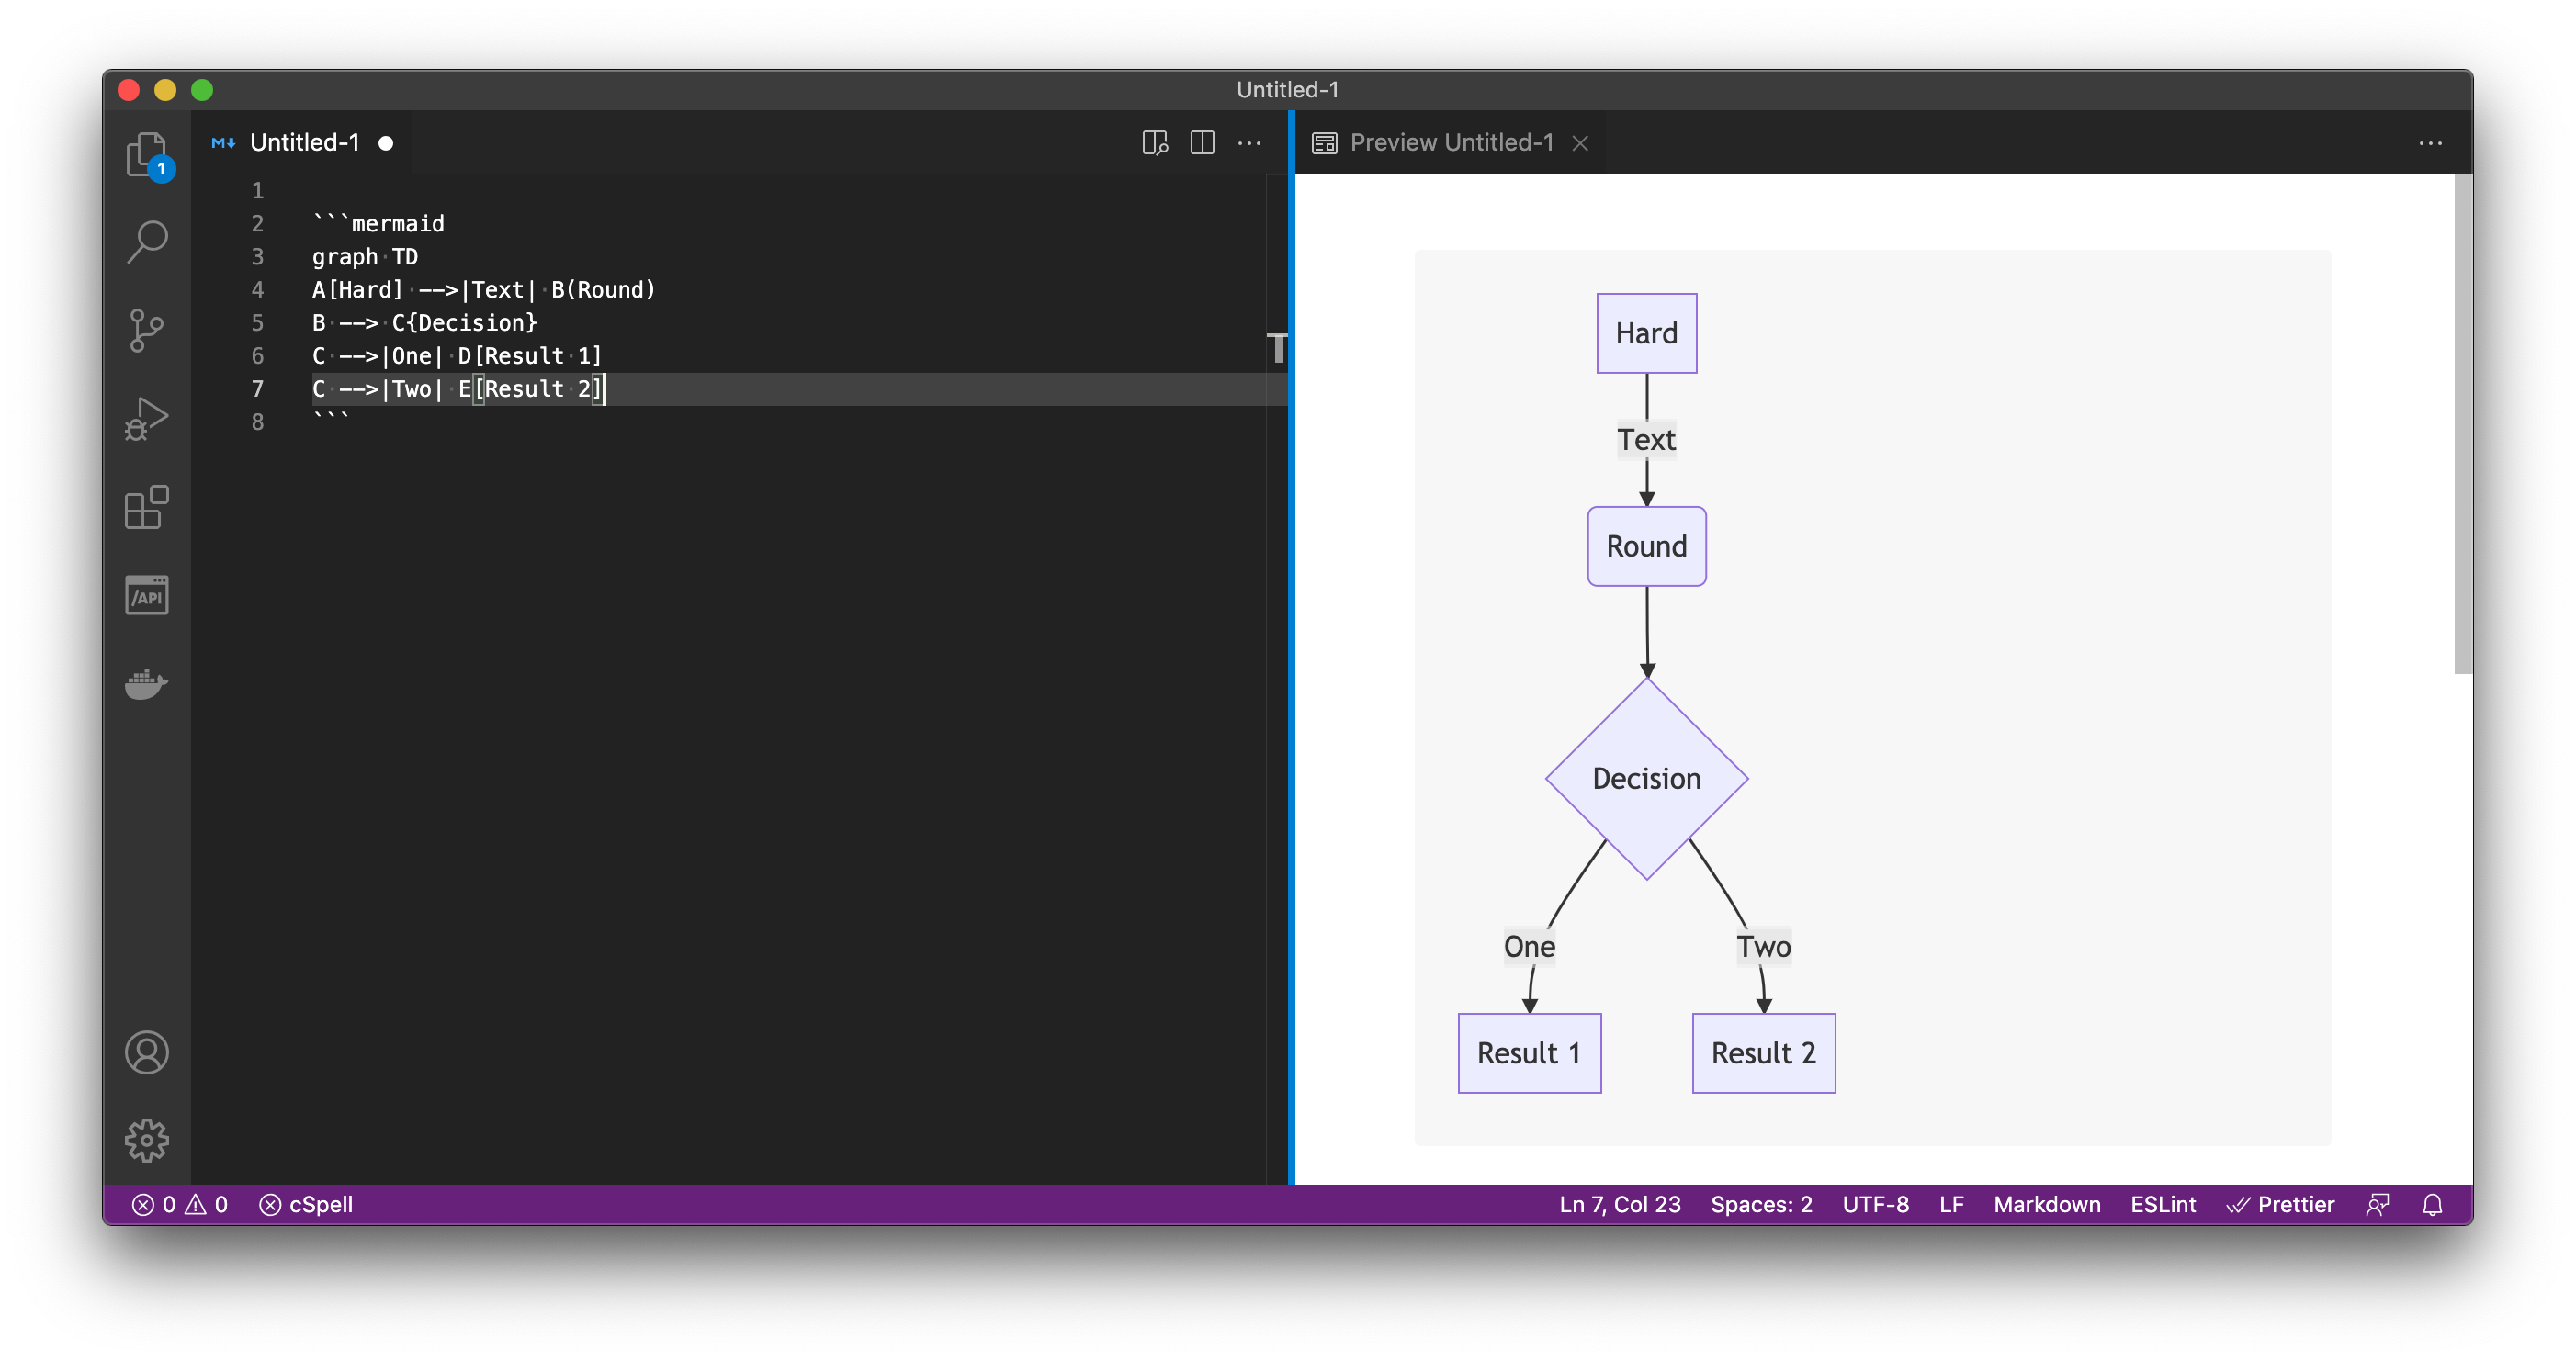 Untitled-1
1
M↓ Untitled-1
Preview Untitled-1
1
2 ```mermaid
3 graph·TD
4 A[Hard]·-->|Text|·B(Round)
5 B·-->·C{Decision}
6 C·-->|One|·D[Result·1]
7 C·-->|Two|·E[Result·2]
8 ```
/API
Hard
Text
Round
Decision
One
Two
Result 1
Result 2
0 0 cSpell
Ln 7, Col 23 Spaces: 2 UTF-8 LF Markdown ESLint Prettier